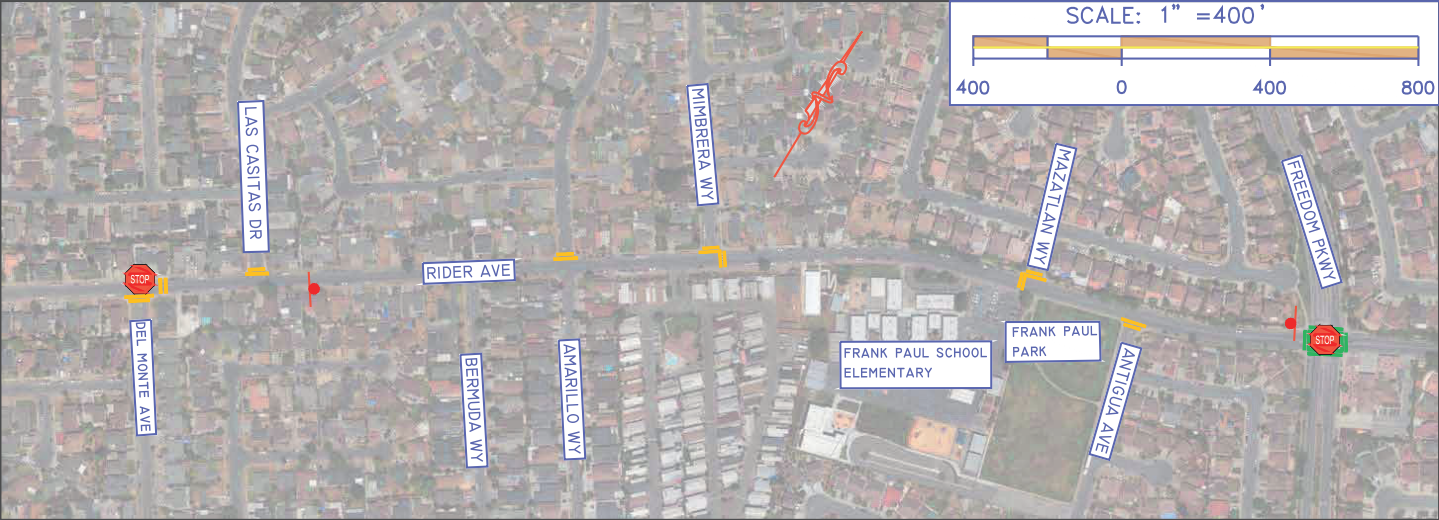 SCALE: 1" =400'
400 0 400 800
LAS CASITAS DR
MIMBRERA WY
MAZATLAN WY
FREEDOM PKWY
RIDER AVE
STOP
STOP
DEL MONTE AVE
BERMUDA WY
AMARILLO WY
FRANK PAUL SCHOOL
ELEMENTARY
FRANK PAUL
PARK
ANTIGUA AVE